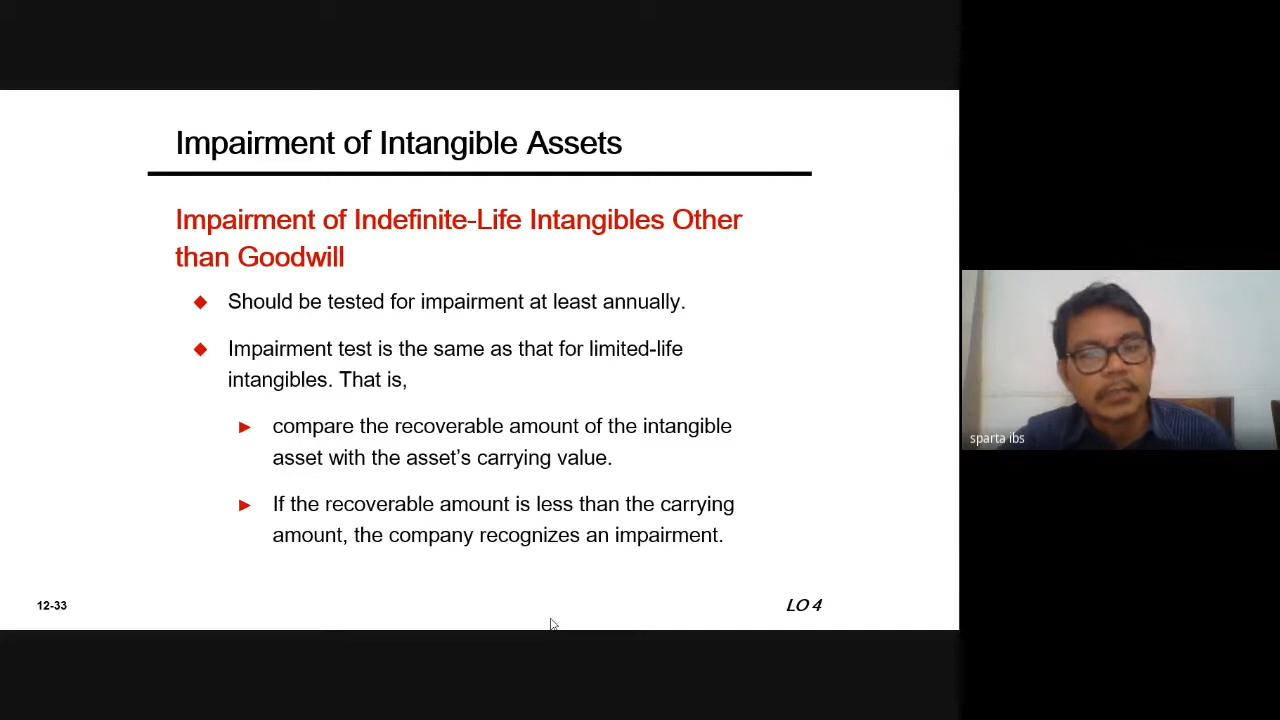 Impairment of Intangible Assets
Impairment of Indefinite-Life Intangibles Other
than Goodwill
Should be tested for impairment at least annually.
Impairment test is the same as that for limited-life
intangibles. That is,
compare the recoverable amount of the intangible
asset with the asset’s carrying value.
If the recoverable amount is less than the carrying
amount, the company recognizes an impairment.
12-33
LO 4
sparta ibs